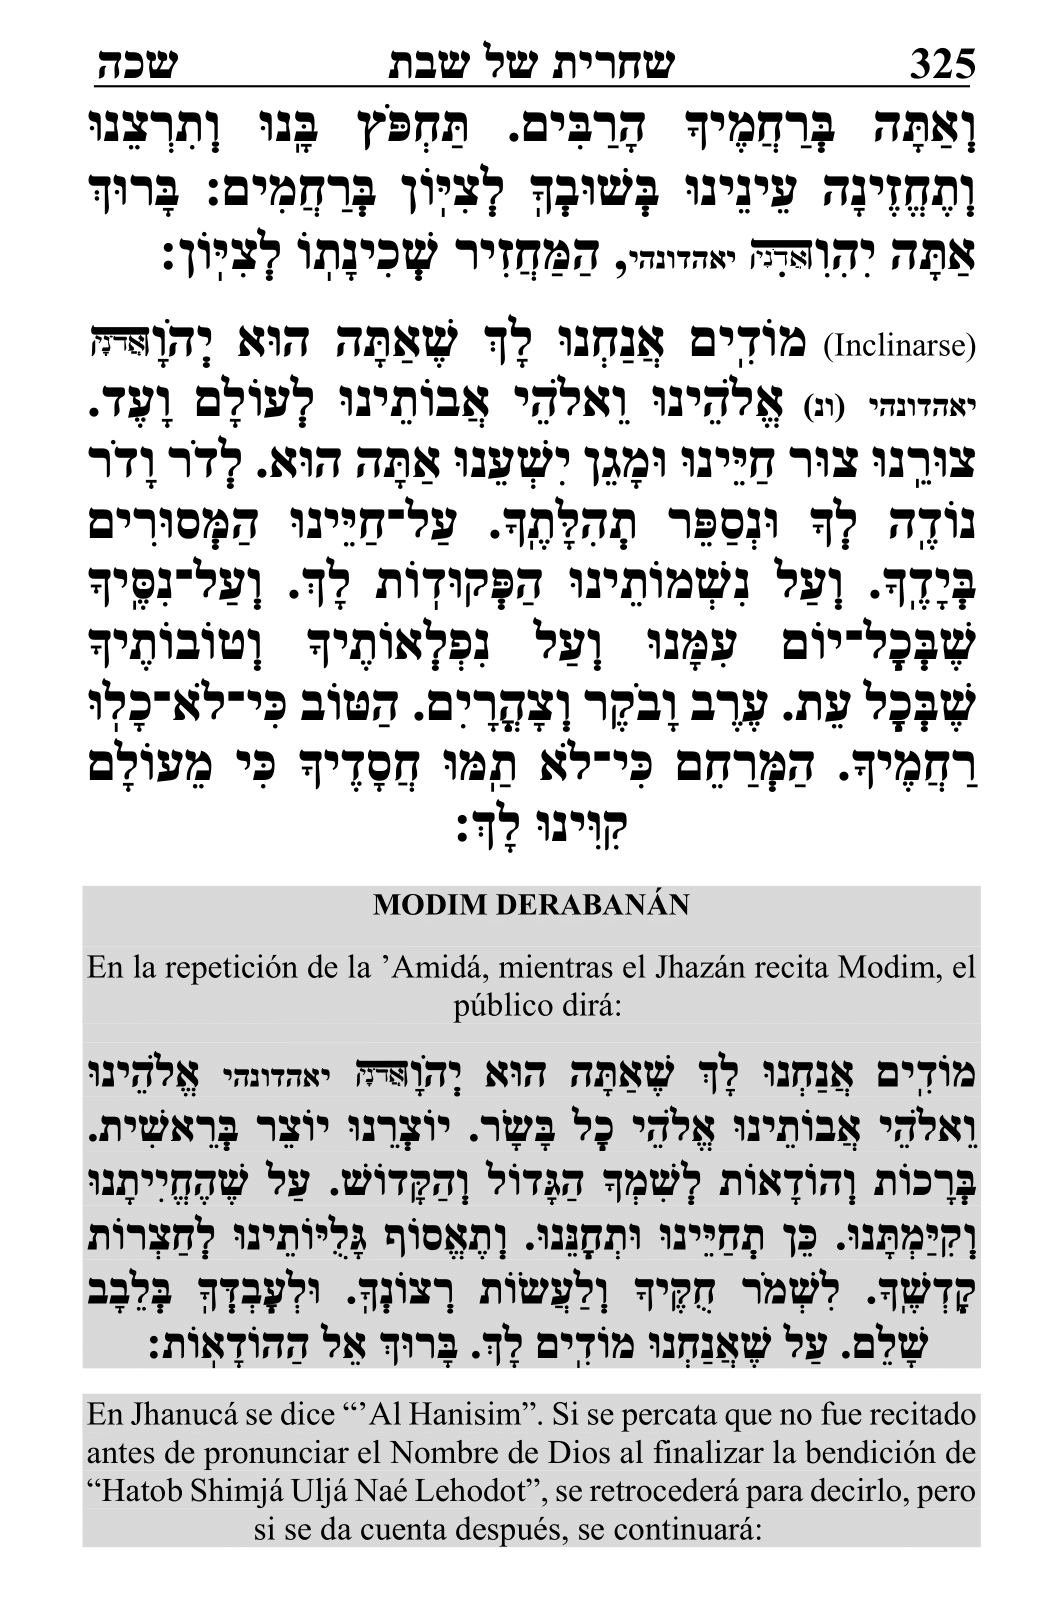 325 שחרית של שבת שכה
וְאַתָּה בְּרַחֲמֶיךָ הָרַבִּים. תַּחְפֹּץ בָּנוּ וְתִרְצֵנוּ
וְתֶחֱזֶינָה עֵינֵינוּ בְּשׁוּבְךָ לְצִיּוֹן בְּרַחֲמִים: בָּרוּךְ
אַתָּה יִהִוִהִאֲדֹנָי יאהדונהי, הַמַּחֲזִיר שְׁכִינָתוֹ לְצִיּוֹן:
(Inclinarse) מוֹדִים אֲנַחְנוּ לָךְ שֶׁאַתָּה הוּא יְהֹוָהאֲדֹנָי
יאהדונהי (ונ) אֱלֹהֵינוּ וֵאלֹהֵי אֲבוֹתֵינוּ לְעוֹלָם וָעֶד.
צוּרֵנוּ צוּר חַיֵּינוּ וּמָגֵן יִשְׁעֵנוּ אַתָּה הוּא. לְדֹר וָדֹר
נוֹדֶה לְךָ וּנְסַפֵּר תְהִלָּתֶךָ. עַל־חַיֵּינוּ הַמְּסוּרִים
בְּיָדֶךָ. וְעַל נִשְׁמוֹתֵינוּ הַפְּקוּדוֹת לָךְ. וְעַל־נִסֶּיךָ
שֶׁבְּכָל־יוֹם עִמָּנוּ וְעַל נִפְלְאוֹתֶיךָ וְטוֹבוֹתֶיךָ
שֶׁבְּכָל עֵת. עֶרֶב וָבֹקֶר וְצָהֳרָיִם. הַטּוֹב כִּי־לֹא־כָלוּ
רַחֲמֶיךָ. הַמְּרַחֵם כִּי־לֹא תַמּוּ חֲסָדֶיךָ כִּי מֵעוֹלָם
קִוִּינוּ לָךְ:
MODIM DERABANÁN
En la repetición de la ’Amidá, mientras el Jhazán recita Modim, el
público dirá:
מוֹדִים אֲנַחְנוּ לָךְ שֶׁאַתָּה הוּא יְהֹוָהאֲדֹנָי יאהדונהי אֱלֹהֵינוּ
וֵאלֹהֵי אֲבוֹתֵינוּ אֱלֹהֵי כָל בָּשָׂר. יוֹצְרֵנוּ יוֹצֵר בְּרֵאשִׁית.
בְּרָכוֹת וְהוֹדָאוֹת לְשִׁמְךָ הַגָּדוֹל וְהַקָּדוֹשׁ. עַל שֶׁהֶחֱיִיתָנוּ
וְקִיַּמְתָּנוּ. כֵּן תְּחַיֵּינוּ וּתְחָנֵּנוּ. וְתֶאֱסוֹף גָּלֻיּוֹתֵינוּ לְחַצְרוֹת
קָדְשֶׁךָ. לִשְׁמֹר חֻקֶּיךָ וְלַעֲשׂוֹת רְצוֹנְךָ. וּלְעָבְדְּךָ בְּלֵבָב
שָׁלֵם. עַל שֶׁאֲנַחְנוּ מוֹדִים לָךְ. בָּרוּךְ אֵל הַהוֹדָאוֹת:
En Jhanucá se dice “’Al Hanisim”. Si se percata que no fue recitado
antes de pronunciar el Nombre de Dios al finalizar la bendición de
“Hatob Shimjá Uljá Naé Lehodot”, se retrocederá para decirlo, pero
si se da cuenta después, se continuará: